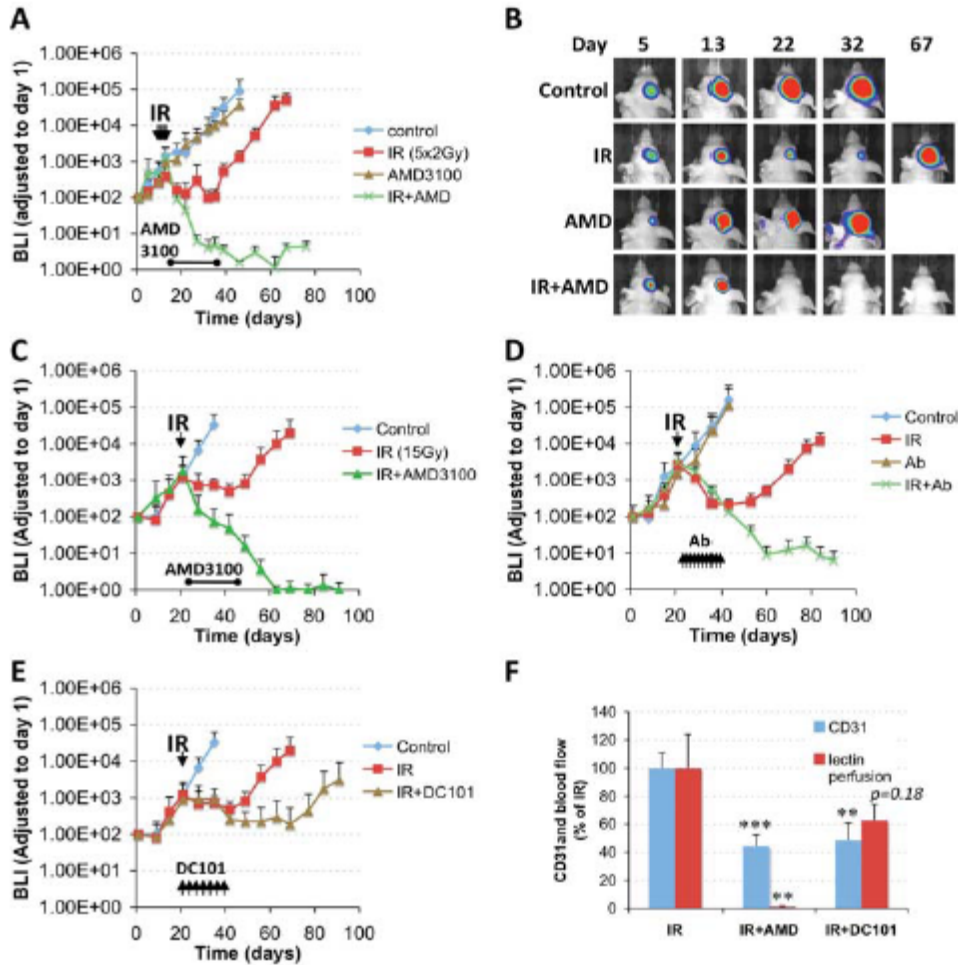 A
1.00E+06
1.00E+05
1.00E+04
1.00E+03
1.00E+02
1.00E+01
1.00E+00
BLI (adjusted to day 1)
IR
AMD
3100
0 20 40 60 80 100
Time (days)
control
IR (5x2Gy)
AMD3100
IR+AMD
B
Day 5 13 22 32 67
Control
IR
AMD
IR+AMD
C
1.00E+06
1.00E+05
1.00E+04
1.00E+03
1.00E+02
1.00E+01
1.00E+00
BLI (Adjusted to day 1)
IR
AMD3100
0 20 40 60 80 100
Time (days)
Control
IR (15Gy)
IR+AMD3100
D
1.00E+06
1.00E+05
1.00E+04
1.00E+03
1.00E+02
1.00E+01
1.00E+00
BLI (Adjusted to day 1)
IR
Ab
0 20 40 60 80 100
Time (days)
Control
IR
Ab
IR+Ab
E
1.00E+06
1.00E+05
1.00E+04
1.00E+03
1.00E+02
1.00E+01
1.00E+00
BLI (Adjusted to day 1)
IR
DC101
0 20 40 60 80 100
Time (days)
Control
IR
IR+DC101
F
140
120
100
80
60
40
20
0
CD31and blood flow
(% of IR)
CD31
lectin
perfusion
p=0.18
***
**
**
IR IR+AMD IR+DC101